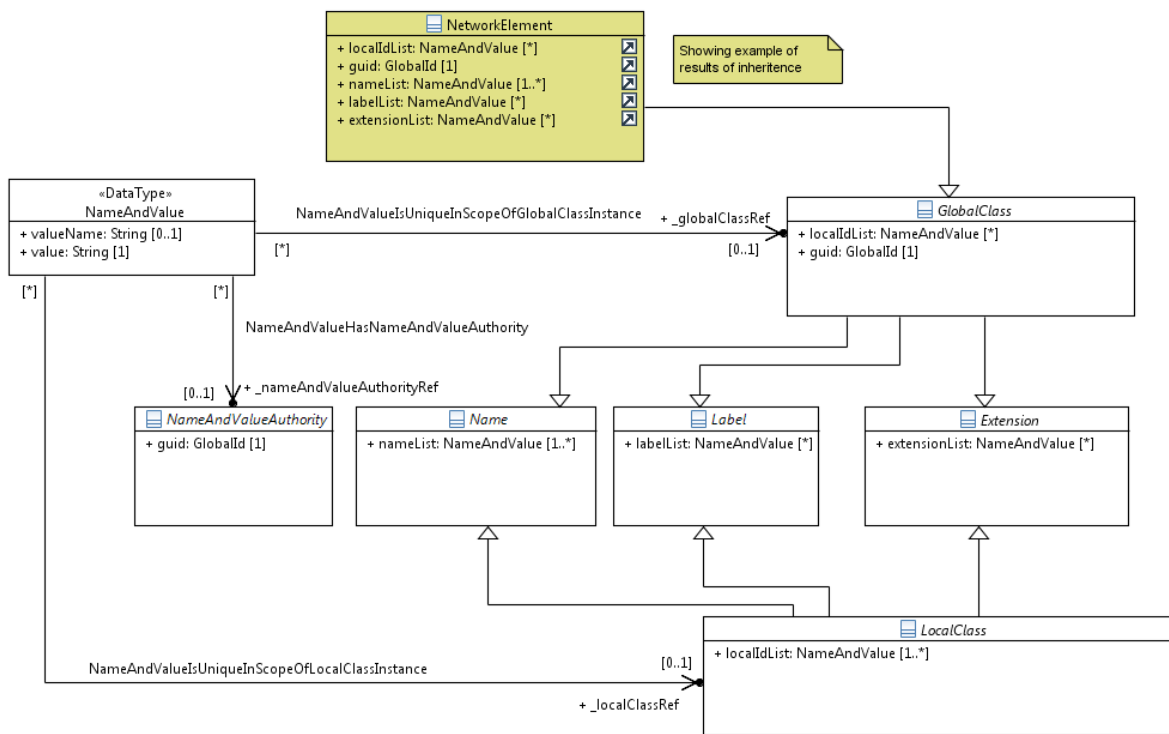 NetworkElement
+ localIdList: NameAndValue [*]
+ guid: GlobalId [1]
+ nameList: NameAndValue [1..*]
+ labelList: NameAndValue [*]
+ extensionList: NameAndValue [*]
Showing example of
results of inheritence
«DataType»
NameAndValue
+ valueName: String [0..1]
+ value: String [1]
NameAndValueIsUniqueInScopeOfGlobalClassInstance
+ _globalClassRef
[*]
[0..1]
GlobalClass
+ localIdList: NameAndValue [*]
+ guid: GlobalId [1]
[*]
[*]
NameAndValueHasNameAndValueAuthority
[0..1]
+ _nameAndValueAuthorityRef
NameAndValueAuthority
+ guid: GlobalId [1]
Name
+ nameList: NameAndValue [1..*]
Label
+ labelList: NameAndValue [*]
Extension
+ extensionList: NameAndValue [*]
LocalClass
+ localIdList: NameAndValue [1..*]
NameAndValueIsUniqueInScopeOfLocalClassInstance
[0..1]
+ _localClassRef